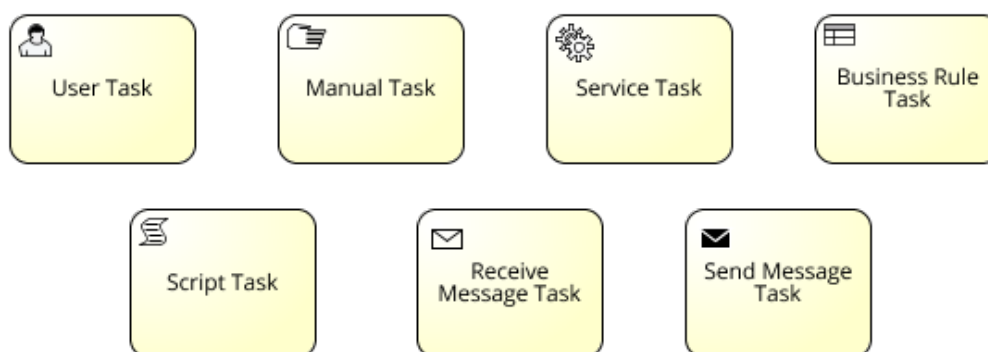 User Task
Manual Task
Service Task
Business Rule
Task
Script Task
Receive
Message Task
Send Message
Task